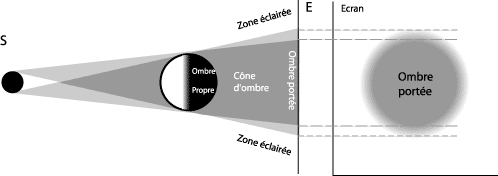 S
Zone éclairée
E
Ecran
Ombre
Propre
Cône
d'ombre
Ombre portée
Ombre
portée
Zone éclairée